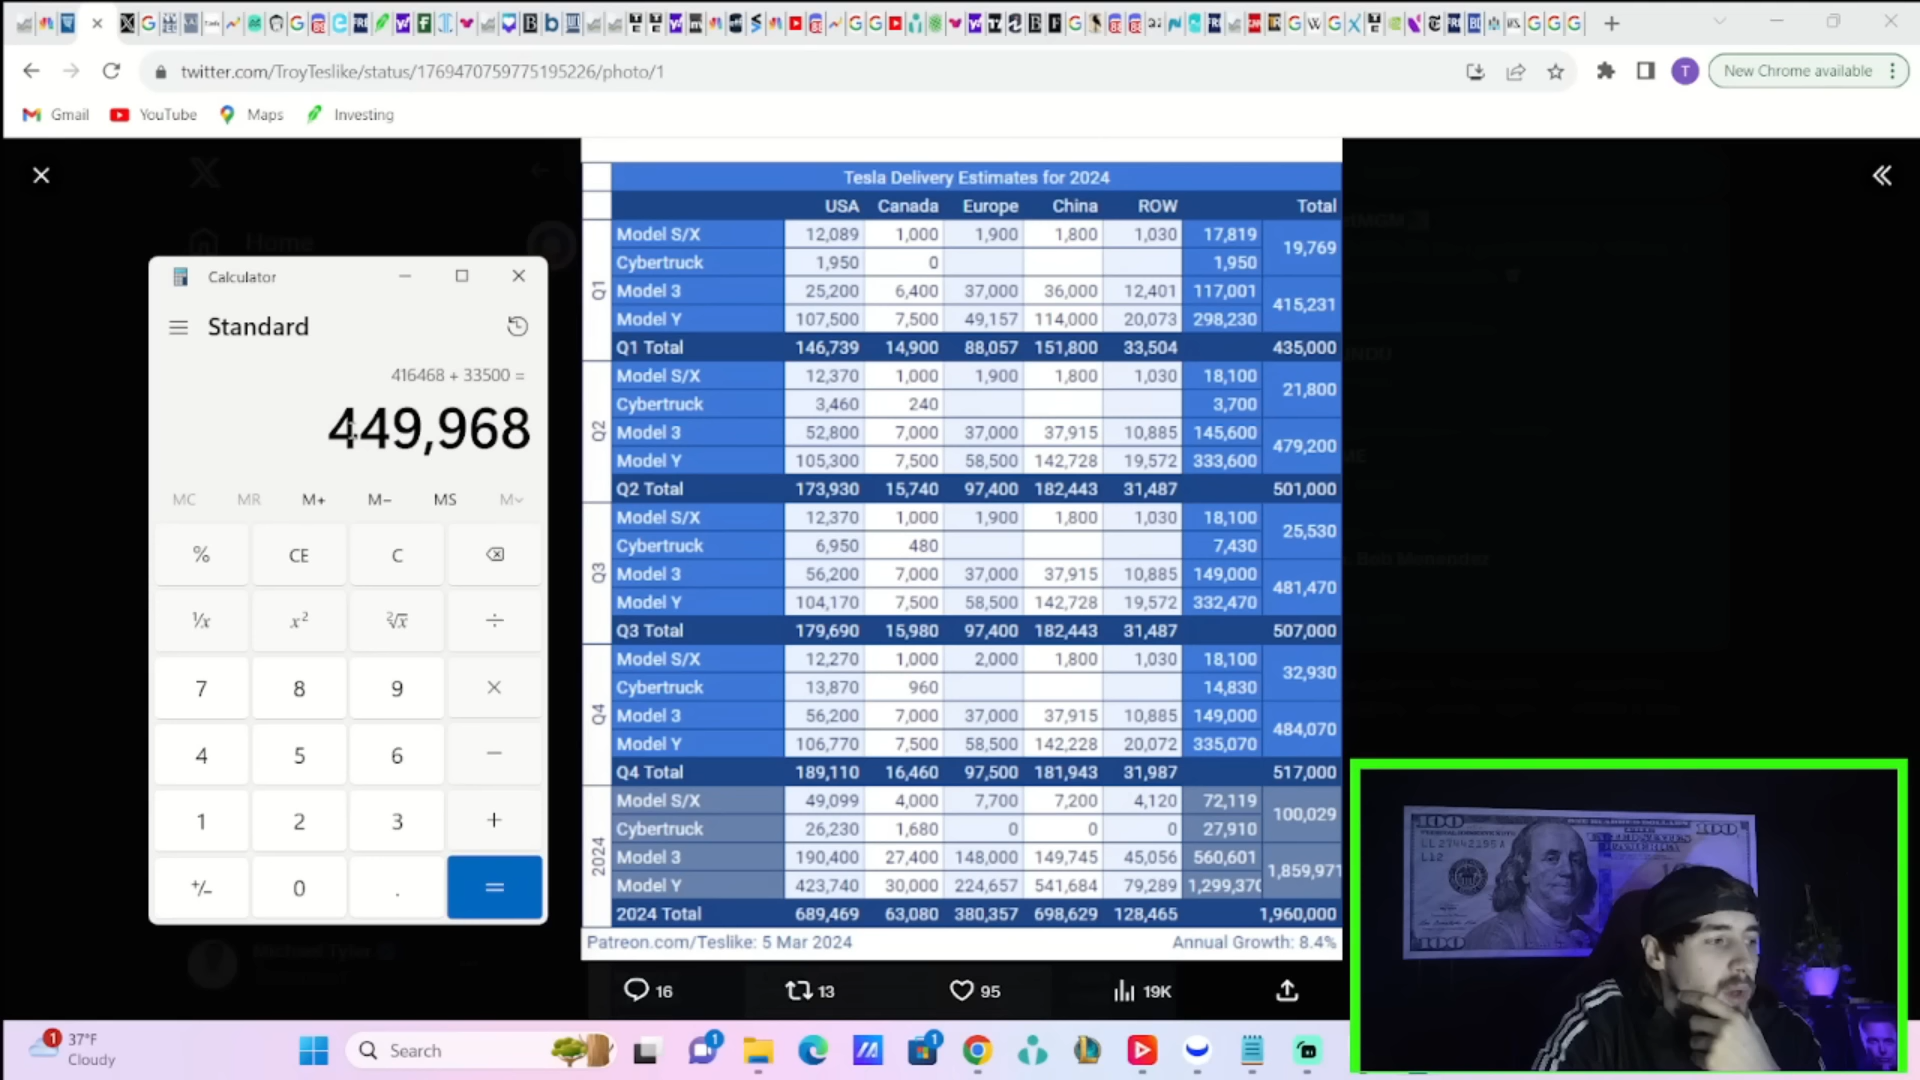 twitter.com/TroyTeslike/status/1769470759775195226/photo/1
T
New Chrome available
Gmail
YouTube
Maps
Investing
Home
Calculator
Standard
416468 + 33500 =
449,968
MC MR M+ M− MS M
% CE C
¹/x x² ²√x ÷
7 8 9 ×
4 5 6 −
1 2 3 +
+/− 0 . =
Tesla Delivery Estimates for 2024
USA Canada Europe China ROW Total
Q1
Model S/X 12,089 1,000 1,900 1,800 1,030 17,819 19,769
Cybertruck 1,950 0 1,950
Model 3 25,200 6,400 37,000 36,000 12,401 117,001 415,231
Model Y 107,500 7,500 49,157 114,000 20,073 298,230
Q1 Total 146,739 14,900 88,057 151,800 33,504 435,000
Q2
Model S/X 12,370 1,000 1,900 1,800 1,030 18,100 21,800
Cybertruck 3,460 240 3,700
Model 3 52,800 7,000 37,000 37,915 10,885 145,600 479,200
Model Y 105,300 7,500 58,500 142,728 19,572 333,600
Q2 Total 173,930 15,740 97,400 182,443 31,487 501,000
Q3
Model S/X 12,370 1,000 1,900 1,800 1,030 18,100 25,530
Cybertruck 6,950 480 7,430
Model 3 56,200 7,000 37,000 37,915 10,885 149,000 481,470
Model Y 104,170 7,500 58,500 142,728 19,572 332,470
Q3 Total 179,690 15,980 97,400 182,443 31,487 507,000
Q4
Model S/X 12,270 1,000 2,000 1,800 1,030 18,100 32,930
Cybertruck 13,870 960 14,830
Model 3 56,200 7,000 37,000 37,915 10,885 149,000 484,070
Model Y 106,770 7,500 58,500 142,228 20,072 335,070
Q4 Total 189,110 16,460 97,500 181,943 31,987 517,000
2024
Model S/X 49,099 4,000 7,700 7,200 4,120 72,119 100,029
Cybertruck 26,230 1,680 0 0 0 27,910
Model 3 190,400 27,400 148,000 149,745 45,056 560,601 1,859,971
Model Y 423,740 30,000 224,657 541,684 79,289 1,299,370
2024 Total 689,469 63,080 380,357 698,629 128,465 1,960,000
Patreon.com/Teslike: 5 Mar 2024 Annual Growth: 8.4%
16 13 95 19K
100 100
100
1
37°F
Cloudy
Search
1
1